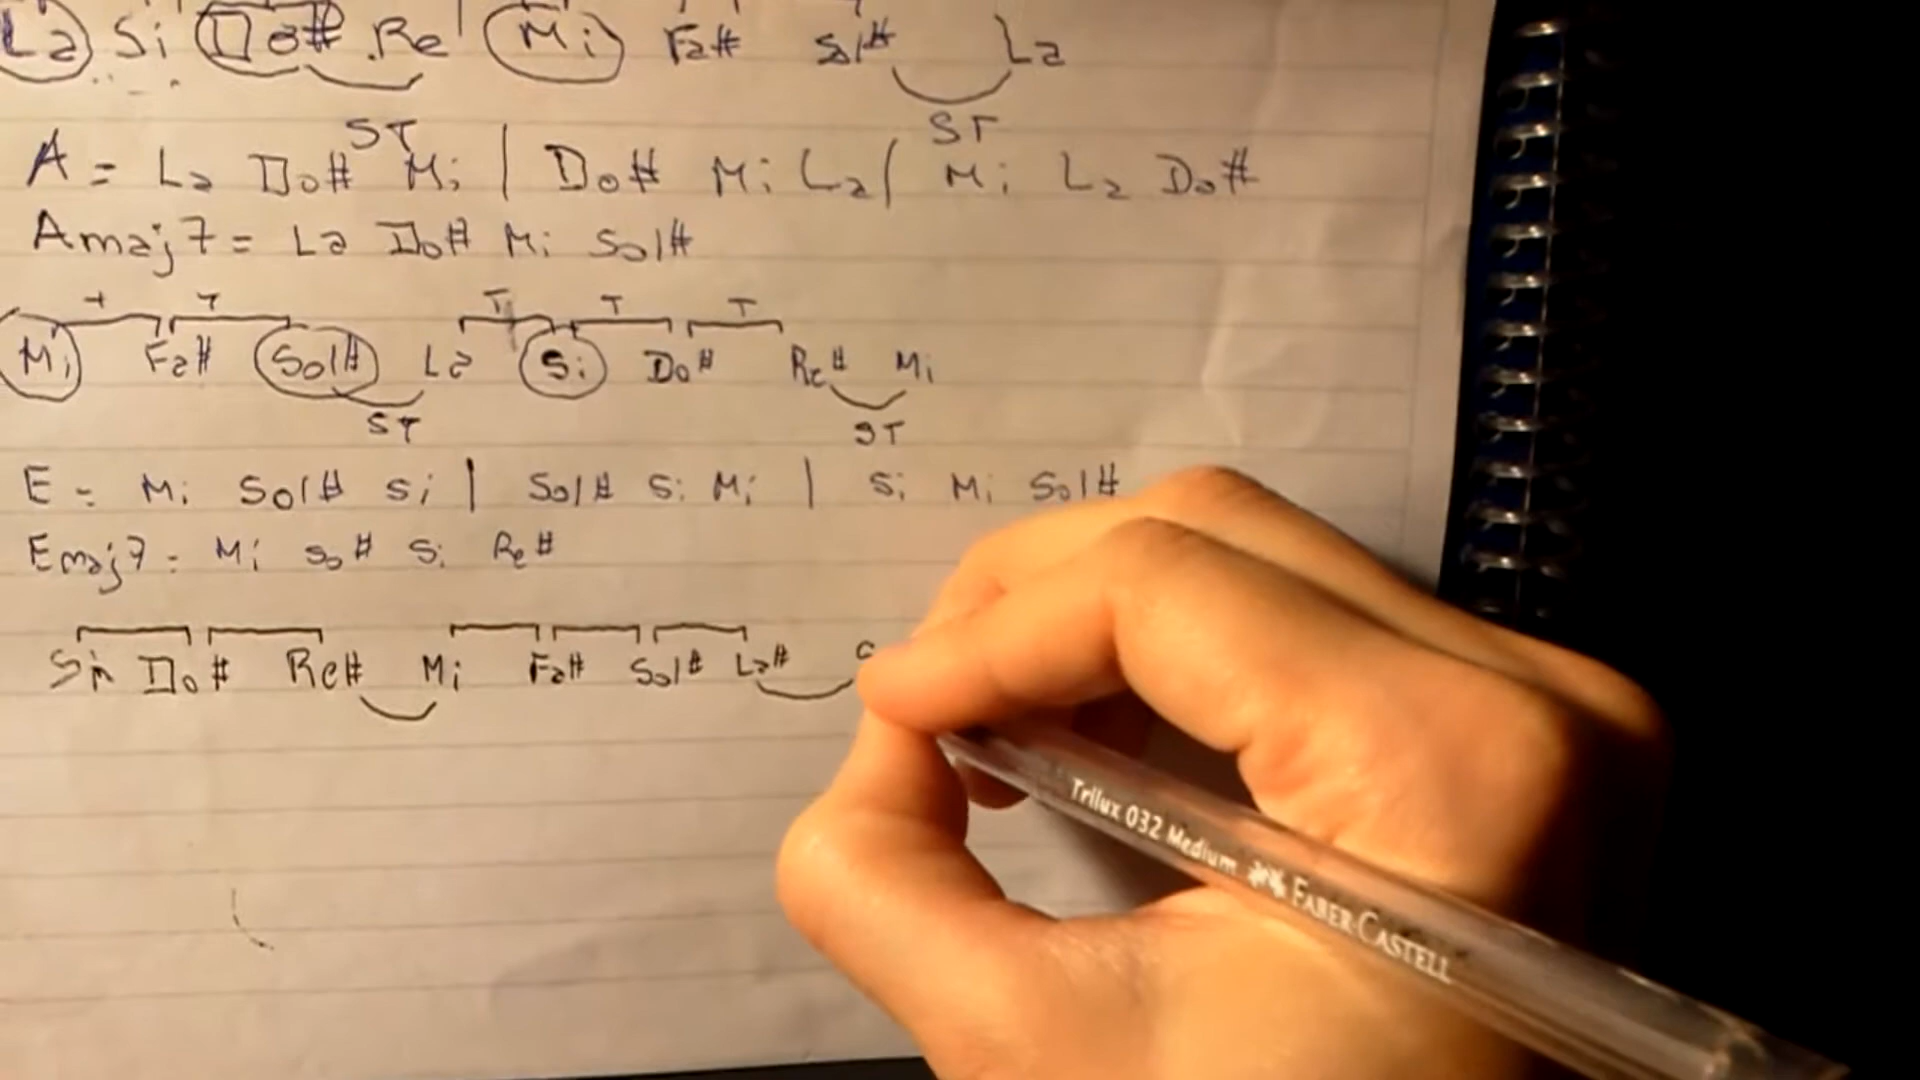 La Si Do# Re Mi Fa# Sol# La
ST ST
A = La Do# Mi | Do# Mi La | Mi La Do#
Amaj7 = La Do# Mi Sol#
T T T T T
Mi Fa# Sol# La Si Do# Re# Mi
ST ST
E = Mi Sol# Si | Sol# Si Mi | Si Mi Sol#
Emaj7 = Mi So# Si Re#
Si Do# Re# Mi Fa# Sol# La#
Trilux 032 Medium FABER-CASTELL